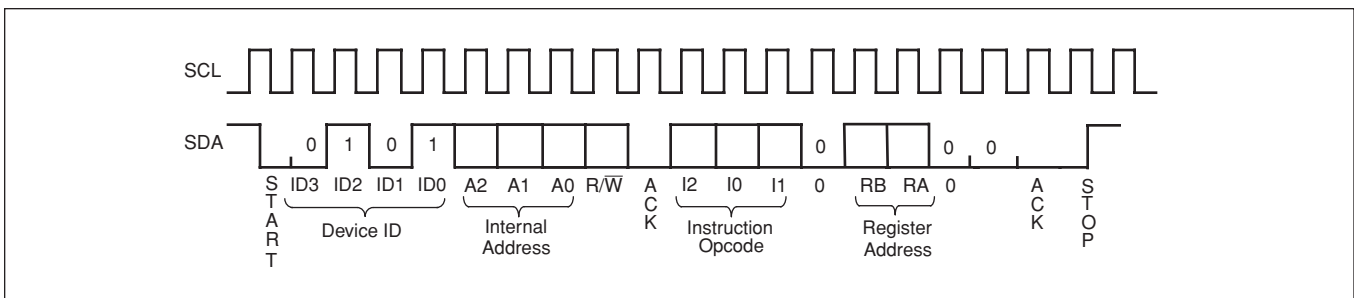 SCL
SDA
0 1 0 1 0 0 0
START ID3 ID2 ID1 ID0 A2 A1 A0 R/W̅ ACK I2 I0 I1 0 RB RA 0 ACK STOP
Device ID
Internal
Address
Instruction
Opcode
Register
Address